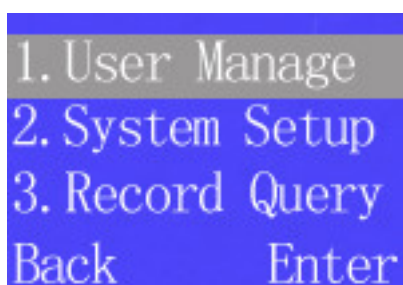 1. User Manage
2. System Setup
3. Record Query
Back Enter